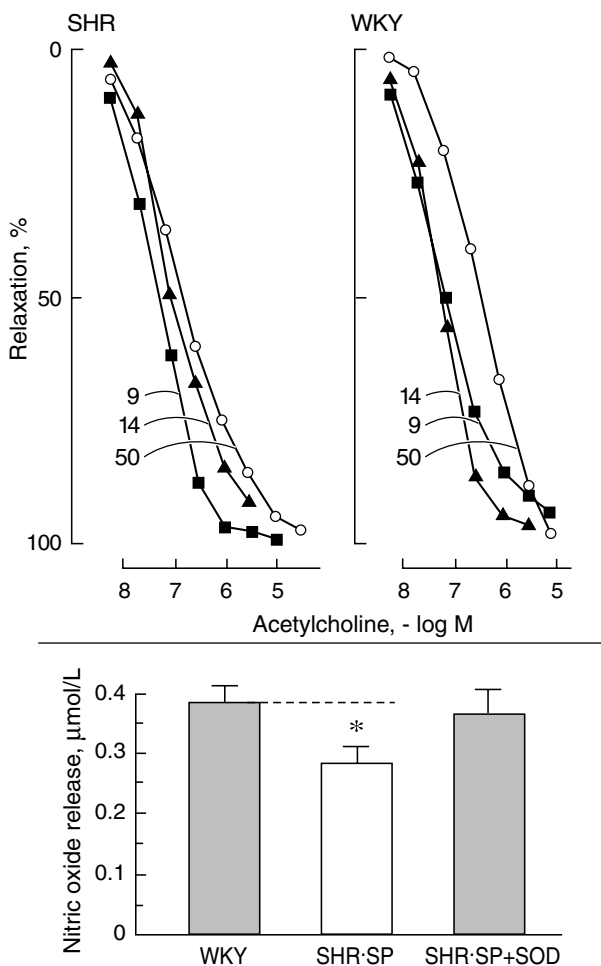 SHR
WKY
Relaxation, %
0
50
100
9
14
50
14
9
50
8 7 6 5
8 7 6 5
Acetylcholine, - log M
Nitric oxide release, µmol/L
0.4
0.3
0.2
0.1
0
*
WKY
SHR·SP
SHR·SP+SOD